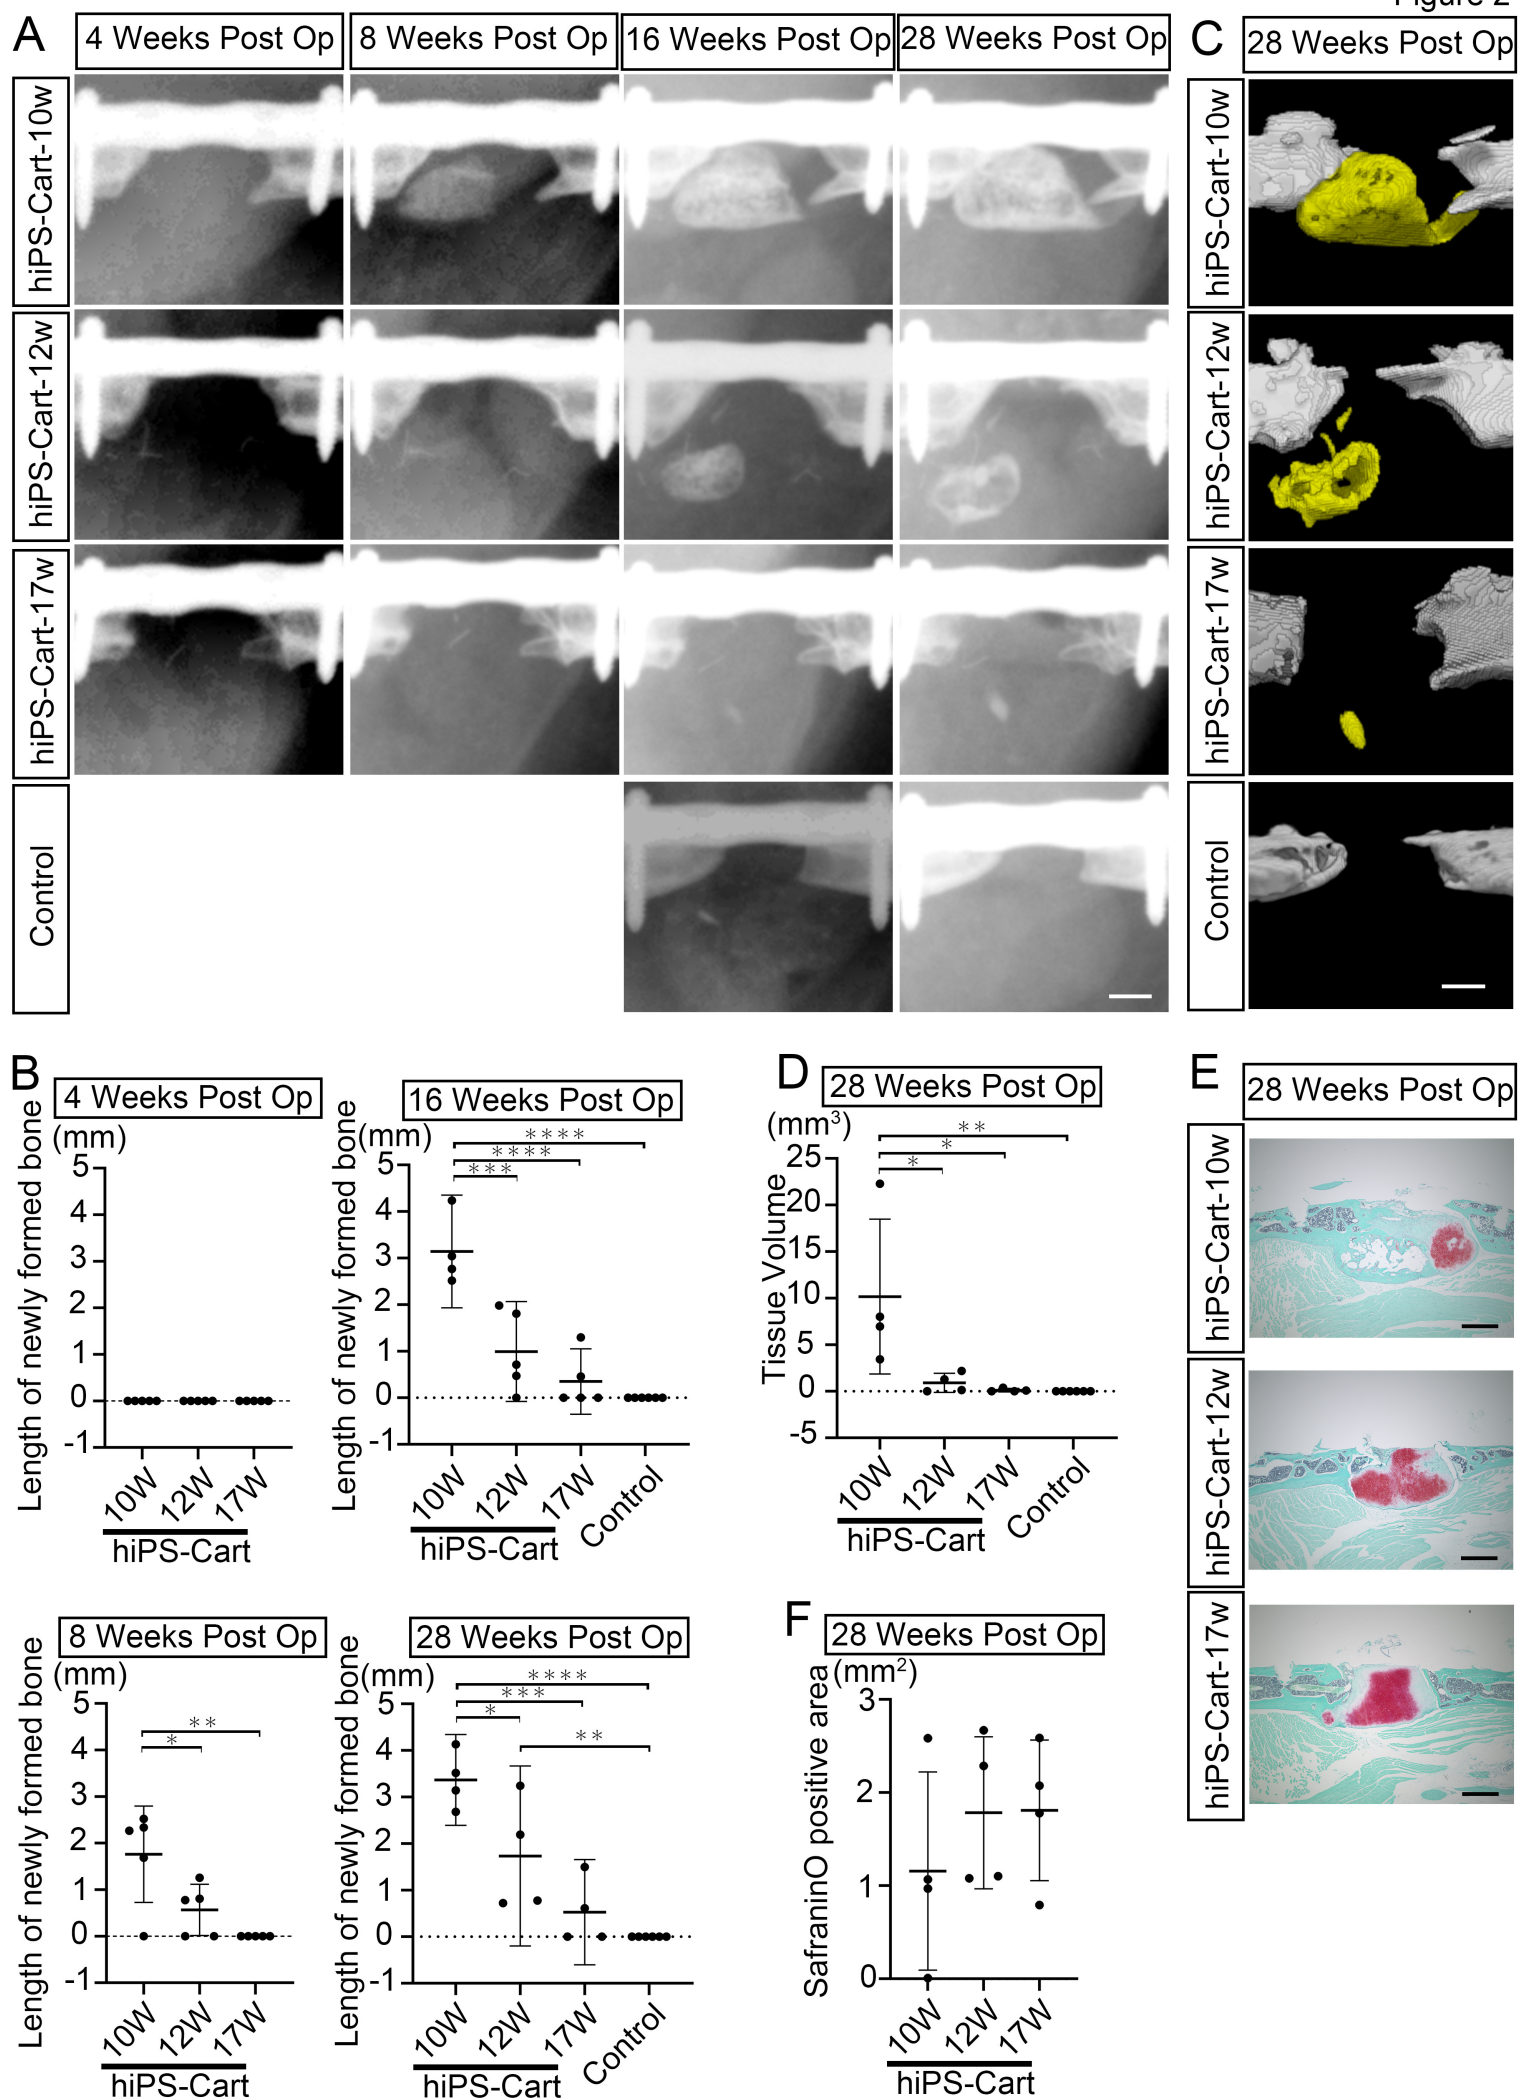 Figure 2
A
4 Weeks Post Op
8 Weeks Post Op
16 Weeks Post Op
28 Weeks Post Op
hiPS-Cart-10w
hiPS-Cart-12w
hiPS-Cart-17w
Control
C
28 Weeks Post Op
hiPS-Cart-10w
hiPS-Cart-12w
hiPS-Cart-17w
Control
B
4 Weeks Post Op
(mm)
Length of newly formed bone
5
4
3
2
1
0
-1
10W
12W
17W
hiPS-Cart
16 Weeks Post Op
(mm)
Length of newly formed bone
****
****
***
5
4
3
2
1
0
-1
10W
12W
17W
Control
hiPS-Cart
8 Weeks Post Op
(mm)
Length of newly formed bone
**
*
5
4
3
2
1
0
-1
10W
12W
17W
hiPS-Cart
28 Weeks Post Op
(mm)
Length of newly formed bone
****
***
*
**
5
4
3
2
1
0
-1
10W
12W
17W
Control
hiPS-Cart
D
28 Weeks Post Op
(mm³)
Tissue Volume
**
*
*
25
20
15
10
5
0
-5
10W
12W
17W
Control
hiPS-Cart
E
28 Weeks Post Op
hiPS-Cart-10w
hiPS-Cart-12w
hiPS-Cart-17w
F
28 Weeks Post Op
(mm²)
SafraninO positive area
3
2
1
0
10W
12W
17W
hiPS-Cart